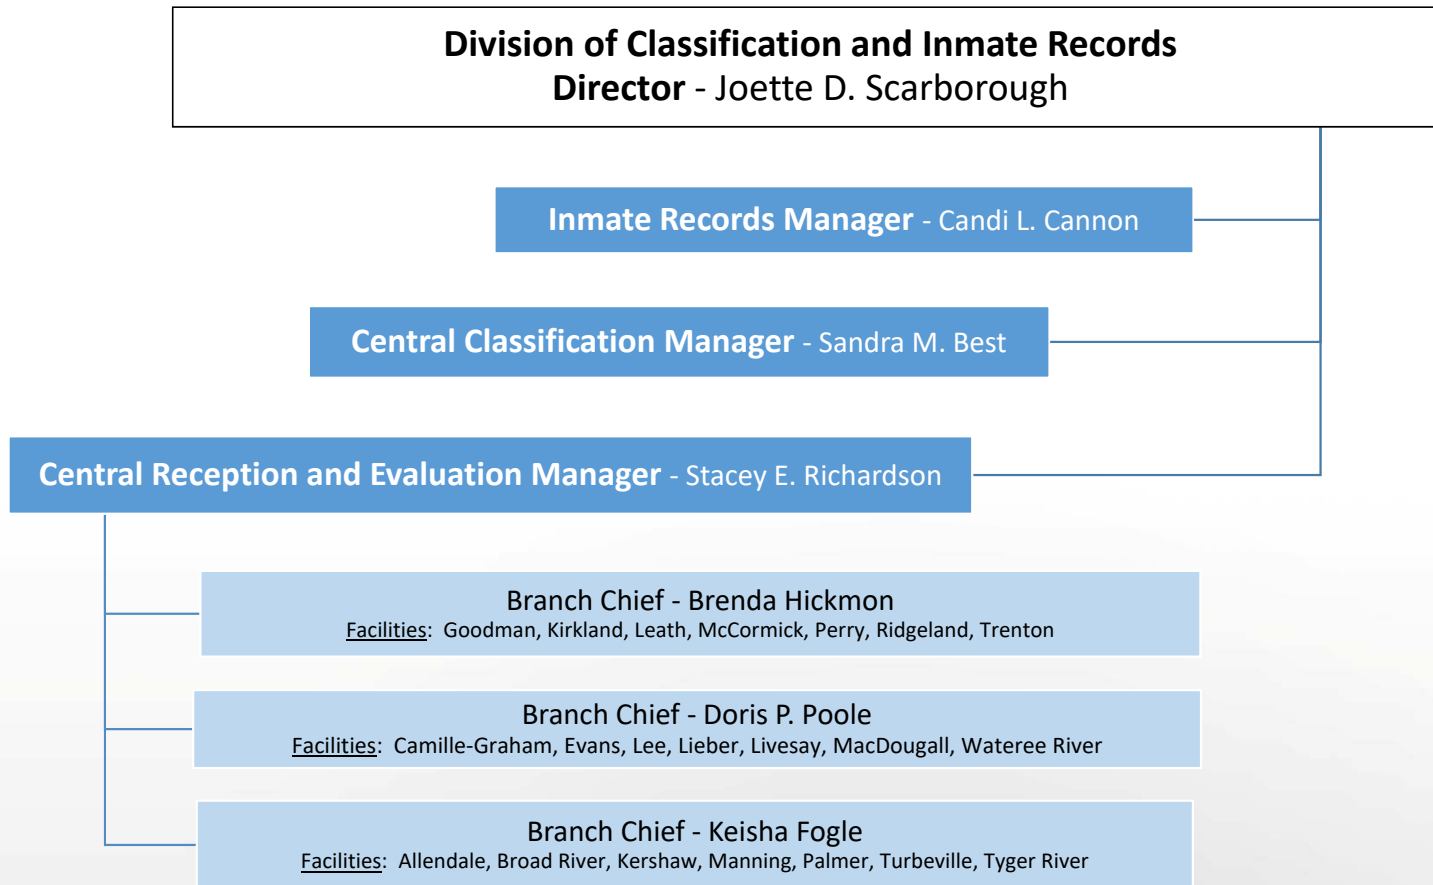 Division of Classification and Inmate Records
Director - Joette D. Scarborough
Inmate Records Manager - Candi L. Cannon
Central Classification Manager - Sandra M. Best
Central Reception and Evaluation Manager - Stacey E. Richardson
Branch Chief - Brenda Hickmon
Facilities: Goodman, Kirkland, Leath, McCormick, Perry, Ridgeland, Trenton
Branch Chief - Doris P. Poole
Facilities: Camille-Graham, Evans, Lee, Lieber, Livesay, MacDougall, Wateree River
Branch Chief - Keisha Fogle
Facilities: Allendale, Broad River, Kershaw, Manning, Palmer, Turbeville, Tyger River